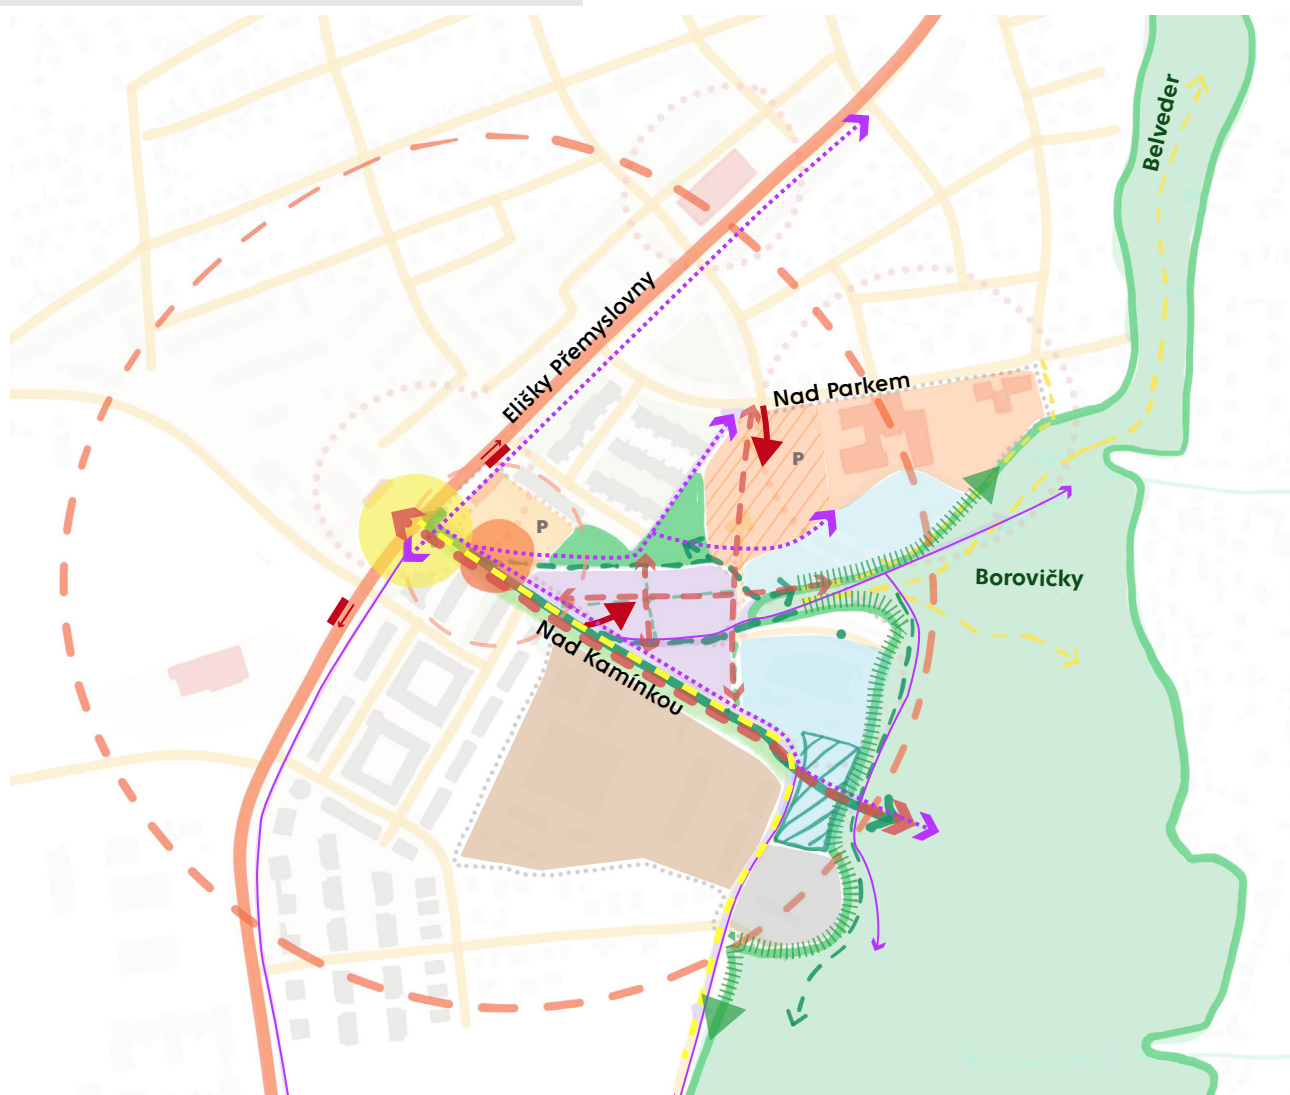 Belveder
Elišky Přemyslovny
Nad Parkem
P
P
Borovičky
Nad Kamínkou